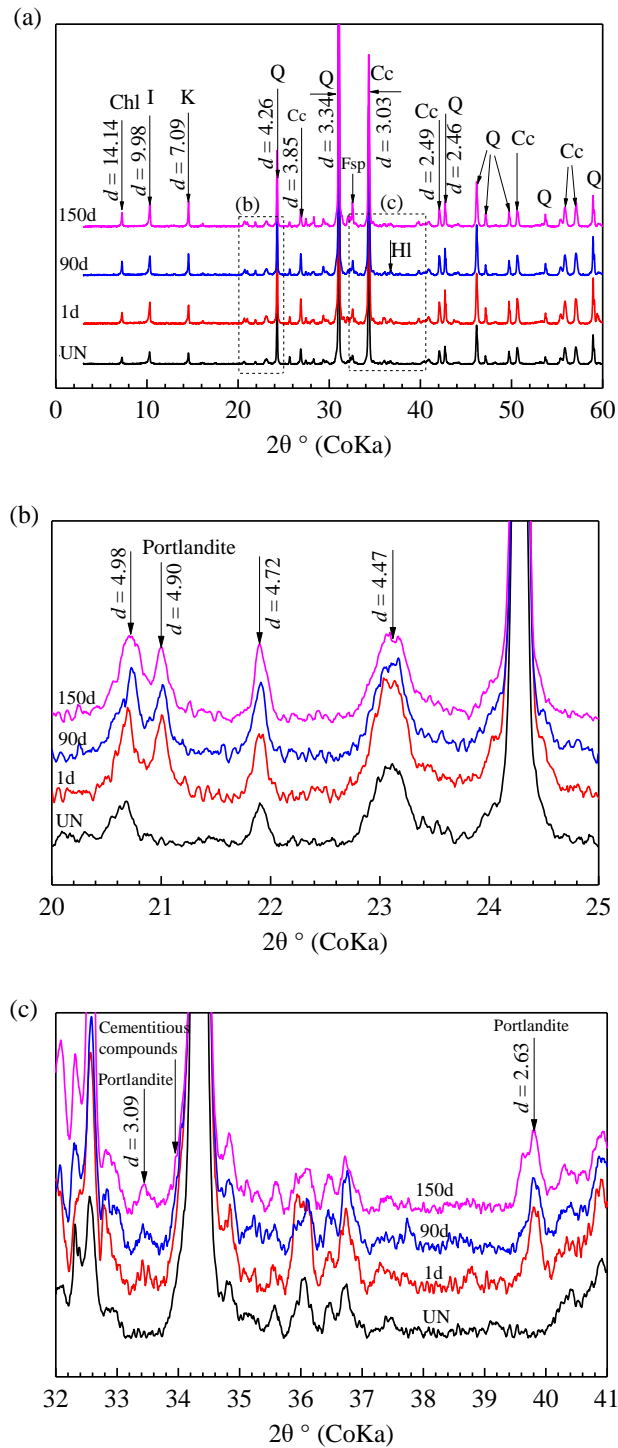 (a)
Chl
I
K
Q
Cc
Q
Cc
Fsp
Cc
Q
Q
Cc
Q
Cc
Q
d = 14.14
d = 9.98
d = 7.09
d = 4.26
d = 3.85
d = 3.34
d = 3.03
d = 2.49
d = 2.46
(b)
(c)
Hl
150d
90d
1d
UN
0 10 20 30 40 50 60
2θ ° (CoKa)
(b)
Portlandite
d = 4.98
d = 4.90
d = 4.72
d = 4.47
150d
90d
1d
UN
20 21 22 23 24 25
2θ ° (CoKa)
(c)
Cementitious
compounds
Portlandite
d = 3.09
Portlandite
d = 2.63
150d
90d
1d
UN
32 33 34 35 36 37 38 39 40 41
2θ ° (CoKa)